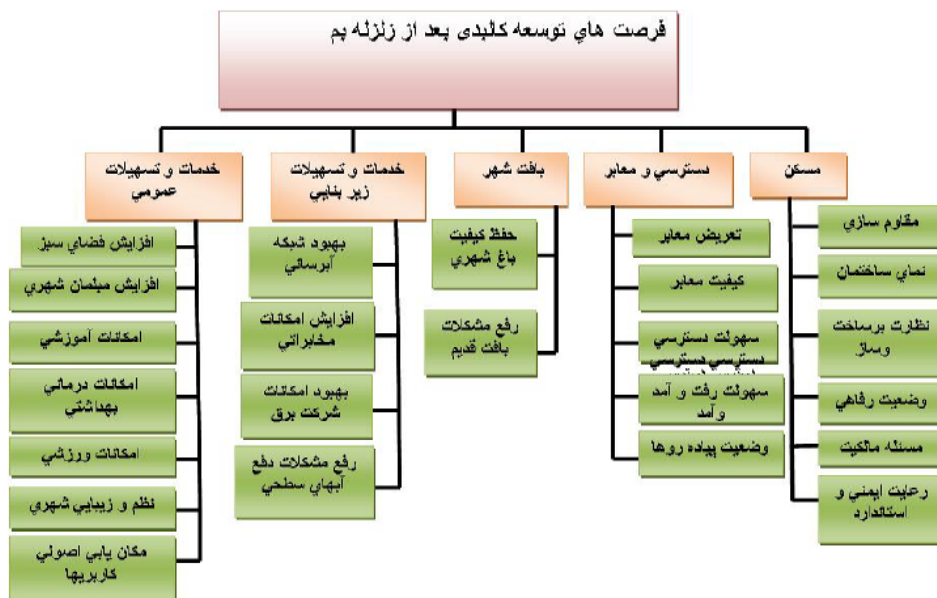 فرصت هاي توسعه كالبدي بعد از زلزله بم
مسكن
مقاوم سازي
نماي ساختمان
نظارت برساخت
وساز
وضعيت رفاهي
مسئله مالكيت
رعايت ايمني و
استاندارد
دسترسي و معابر
تعريض معابر
كيفيت معابر
سهولت دسترسي
دسترسي دسترسي
سهولت رفت و آمد
وآمد
وضعيت پياده روها
بافت شهر
حفظ كيفيت
باغ شهري
رفع مشكلات
بافت قديم
خدمات و تسهيلات
زير بنايي
بهبود شبكه
آبرساني
افزايش امكانات
مخابراتي
بهبود امكانات
شركت برق
رفع مشكلات دفع
آبهاي سطحي
خدمات و تسهيلات
عمومي
افزايش فضاي سبز
افزايش مبلمان شهري
امكانات آموزشي
امكانات درماني
بهداشتي
امكانات ورزشي
نظم و زيبايي شهري
مكان يابي اصولي
كاربريها